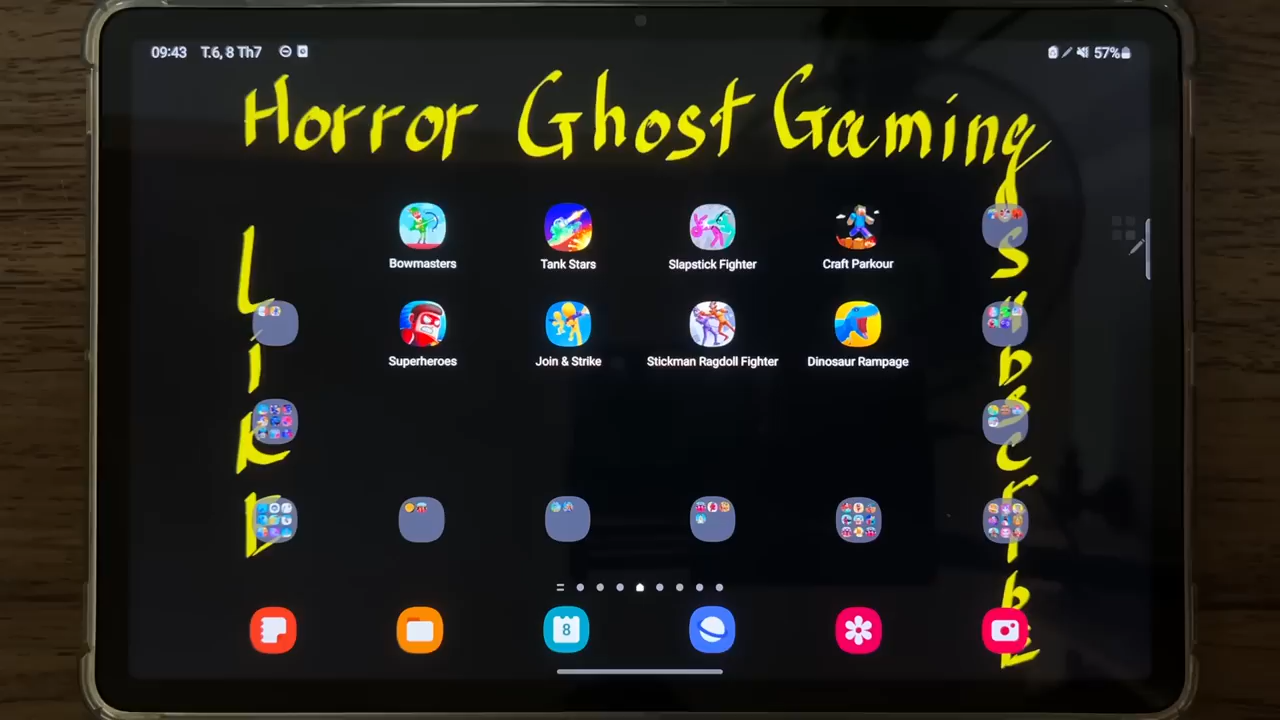 09:43 T.6, 8 Th7 57%
Horror Ghost Gaming
LIKE
Subscribe
Bowmasters Tank Stars Slapstick Fighter Craft Parkour
Superheroes Join & Strike Stickman Ragdoll Fighter Dinosaur Rampage
8